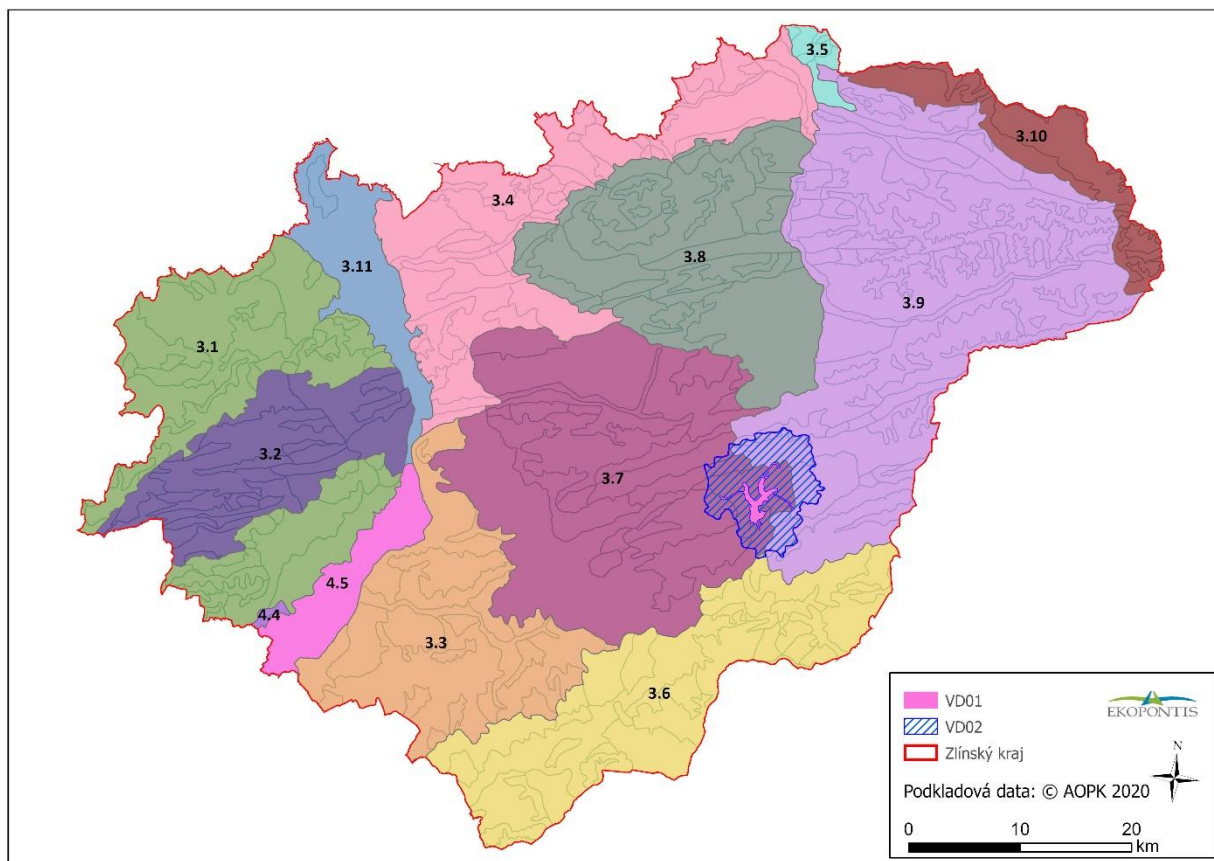 3.5
3.10
3.4
3.11
3.8
3.9
3.1
3.2
3.7
4.5
4.4
3.3
3.6
VD01
VD02
Zlínský kraj
EKOPONTIS
N
Podkladová data: © AOPK 2020
0 10 20
km